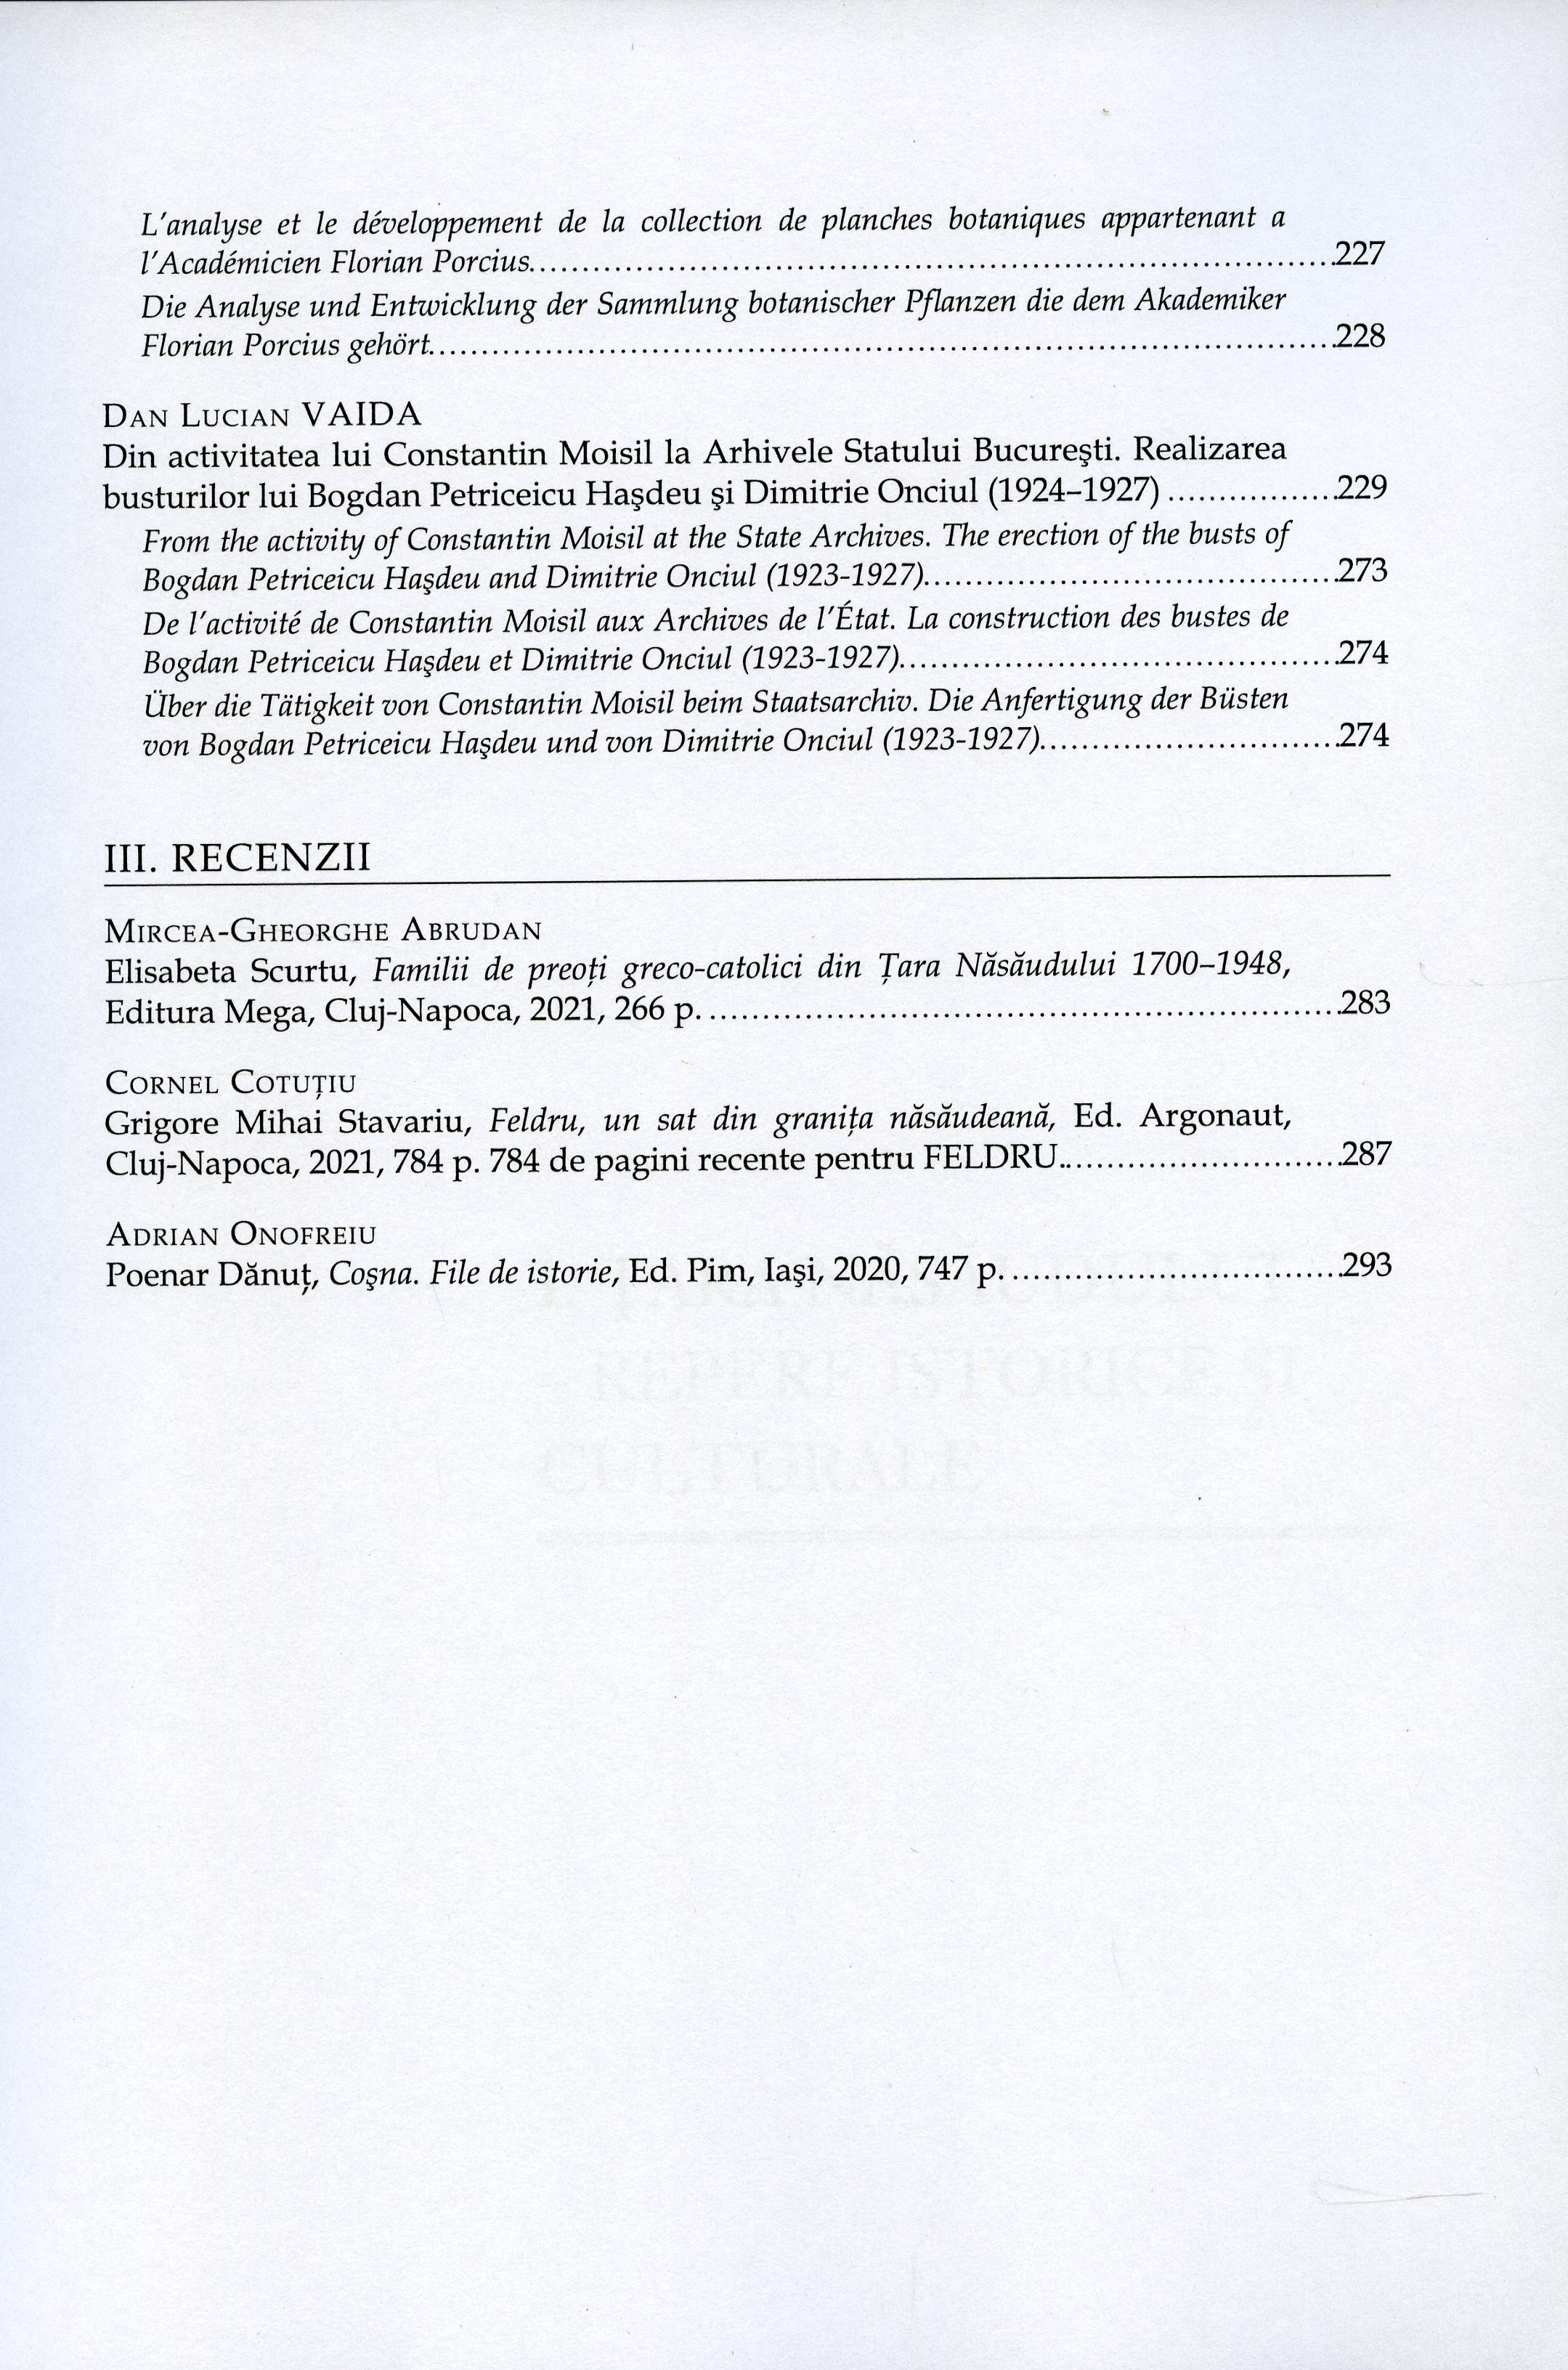 L'analyse et le développement de la collection de planches botaniques appartenant a
l'Académicien Florian Porcius....................227
Die Analyse und Entwicklung der Sammlung botanischer Pflanzen die dem Akademiker
Florian Porcius gehört....................228
DAN LUCIAN VAIDA
Din activitatea lui Constantin Moisil la Arhivele Statului Bucureşti. Realizarea
busturilor lui Bogdan Petriceicu Haşdeu şi Dimitrie Onciul (1924–1927) ....................229
From the activity of Constantin Moisil at the State Archives. The erection of the busts of
Bogdan Petriceicu Haşdeu and Dimitrie Onciul (1923-1927)....................273
De l'activité de Constantin Moisil aux Archives de l'État. La construction des bustes de
Bogdan Petriceicu Haşdeu et Dimitrie Onciul (1923-1927)....................274
Über die Tätigkeit von Constantin Moisil beim Staatsarchiv. Die Anfertigung der Büsten
von Bogdan Petriceicu Haşdeu und von Dimitrie Onciul (1923-1927)....................274
III. RECENZII
MIRCEA-GHEORGHE ABRUDAN
Elisabeta Scurtu, Familii de preoţi greco-catolici din Ţara Năsăudului 1700–1948,
Editura Mega, Cluj-Napoca, 2021, 266 p. ....................283
CORNEL COTUŢIU
Grigore Mihai Stavariu, Feldru, un sat din graniţa năsăudeană, Ed. Argonaut,
Cluj-Napoca, 2021, 784 p. 784 de pagini recente pentru FELDRU....................287
ADRIAN ONOFREIU
Poenar Dănuţ, Coşna. File de istorie, Ed. Pim, Iaşi, 2020, 747 p. ....................293
REPERE ISTORICE ŞI
CULTURALE